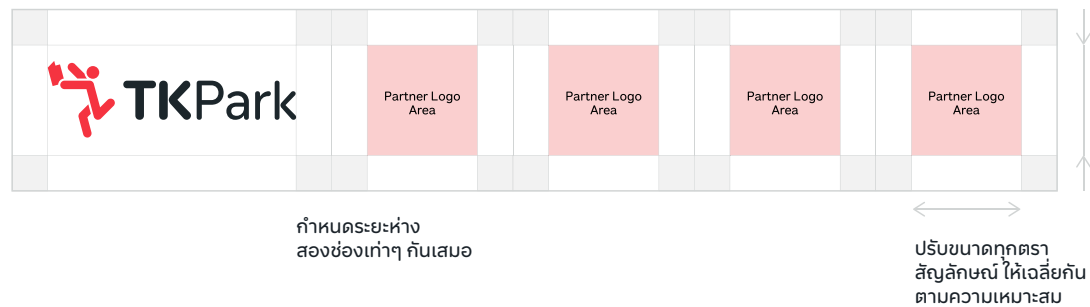 TKPark
Partner Logo
Area
Partner Logo
Area
Partner Logo
Area
Partner Logo
Area
กำหนดระยะห่าง
สองช่องเท่าๆ กันเสมอ
ปรับขนาดทุกตรา
สัญลักษณ์ ให้เฉลี่ยกัน
ตามความเหมาะสม